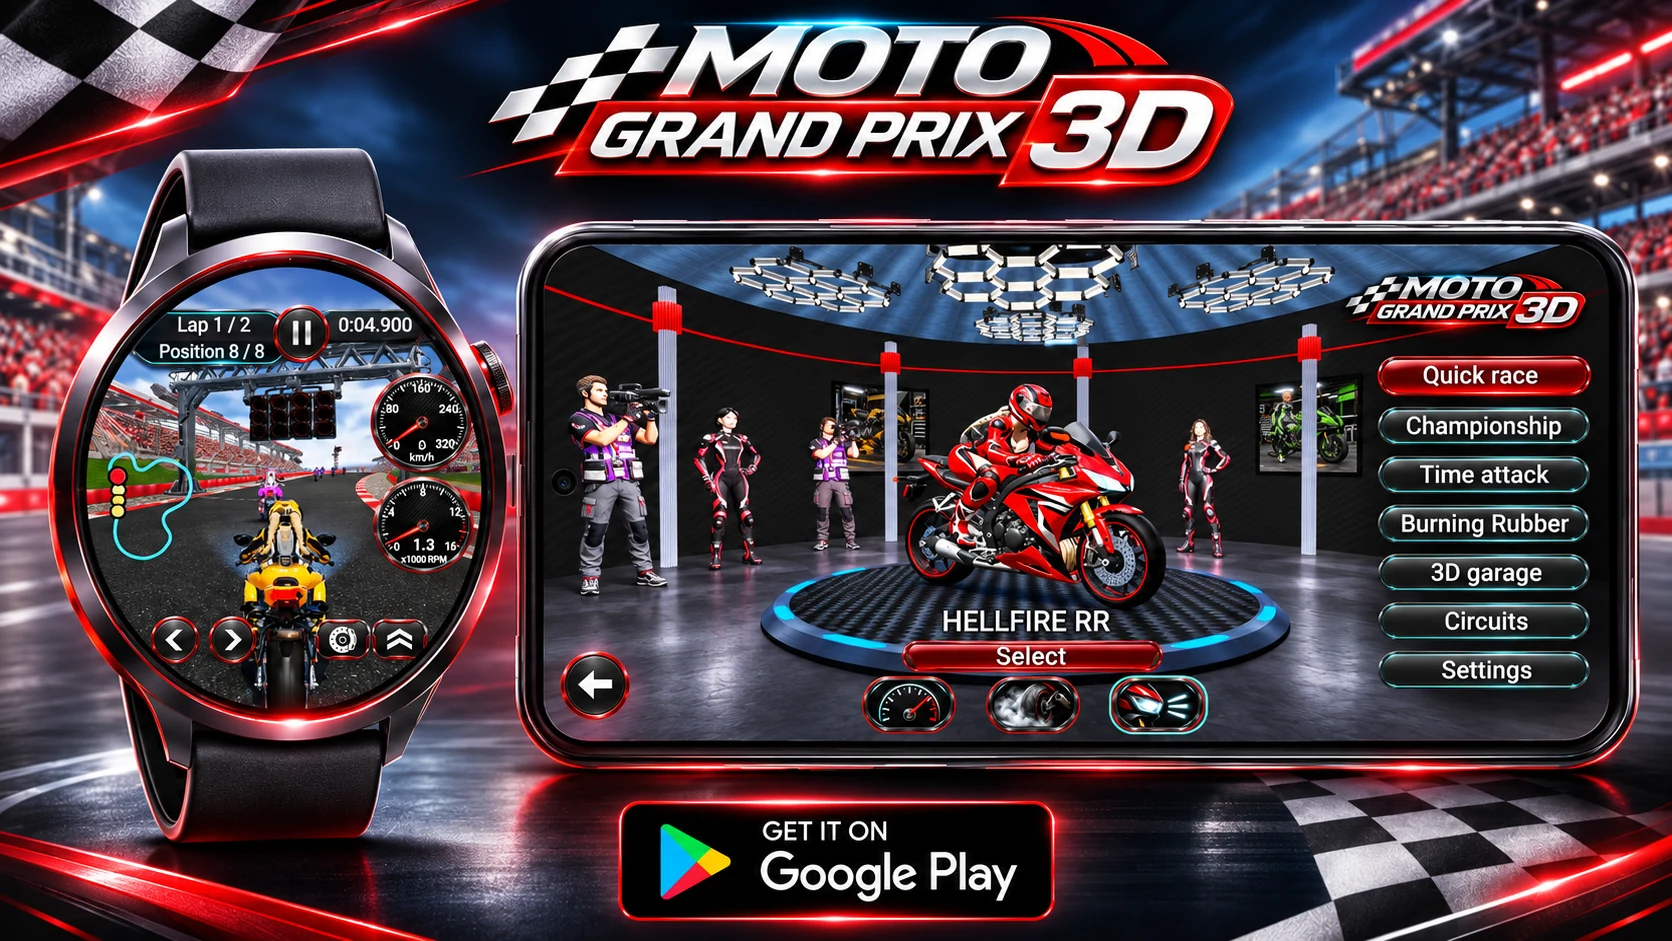 MOTO
GRAND PRIX 3D
Lap 1 / 2
Position 8 / 8
0:04.900
160
80 240
0 0 320
km/h
8
4 12
0 1.3 16
x1000 RPM
MOTO
GRAND PRIX 3D
Quick race
Championship
Time attack
Burning Rubber
3D garage
Circuits
Settings
HELLFIRE RR
Select
GET IT ON
Google Play